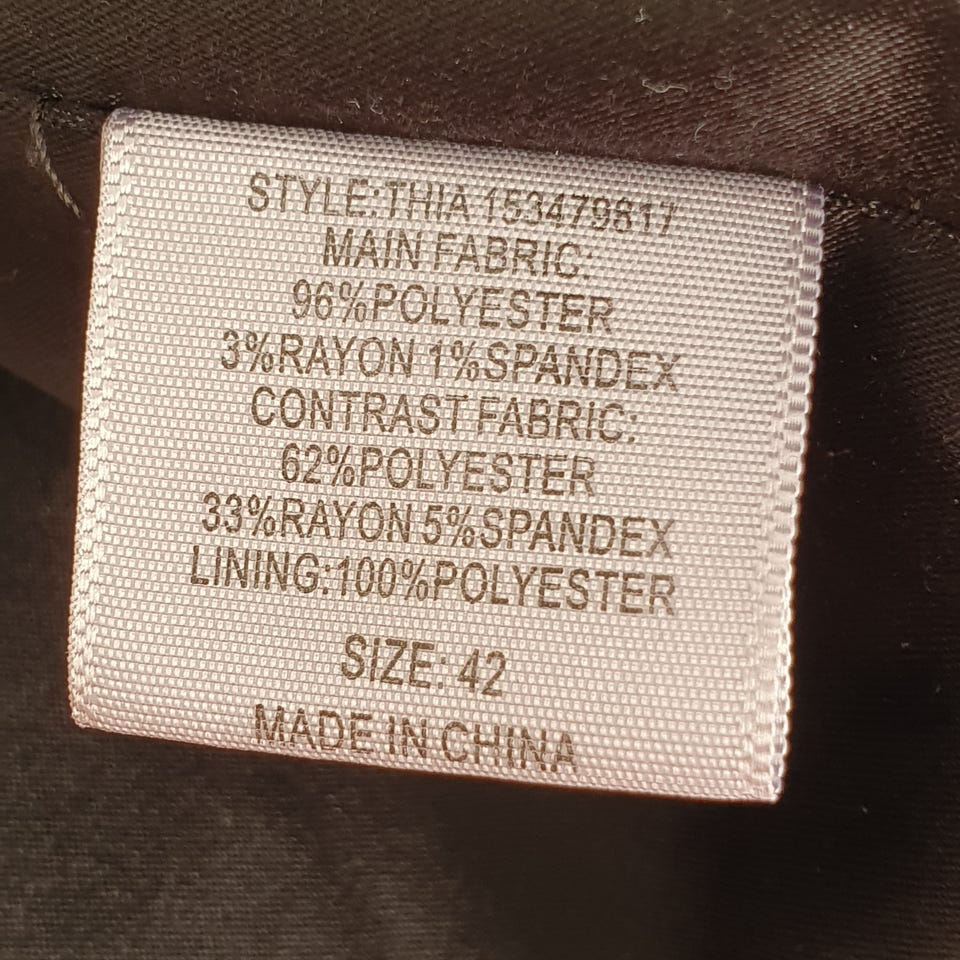 STYLE:THIA 153479817
MAIN FABRIC:
96%POLYESTER
3%RAYON 1%SPANDEX
CONTRAST FABRIC:
62%POLYESTER
33%RAYON 5%SPANDEX
LINING:100%POLYESTER
SIZE: 42
MADE IN CHINA